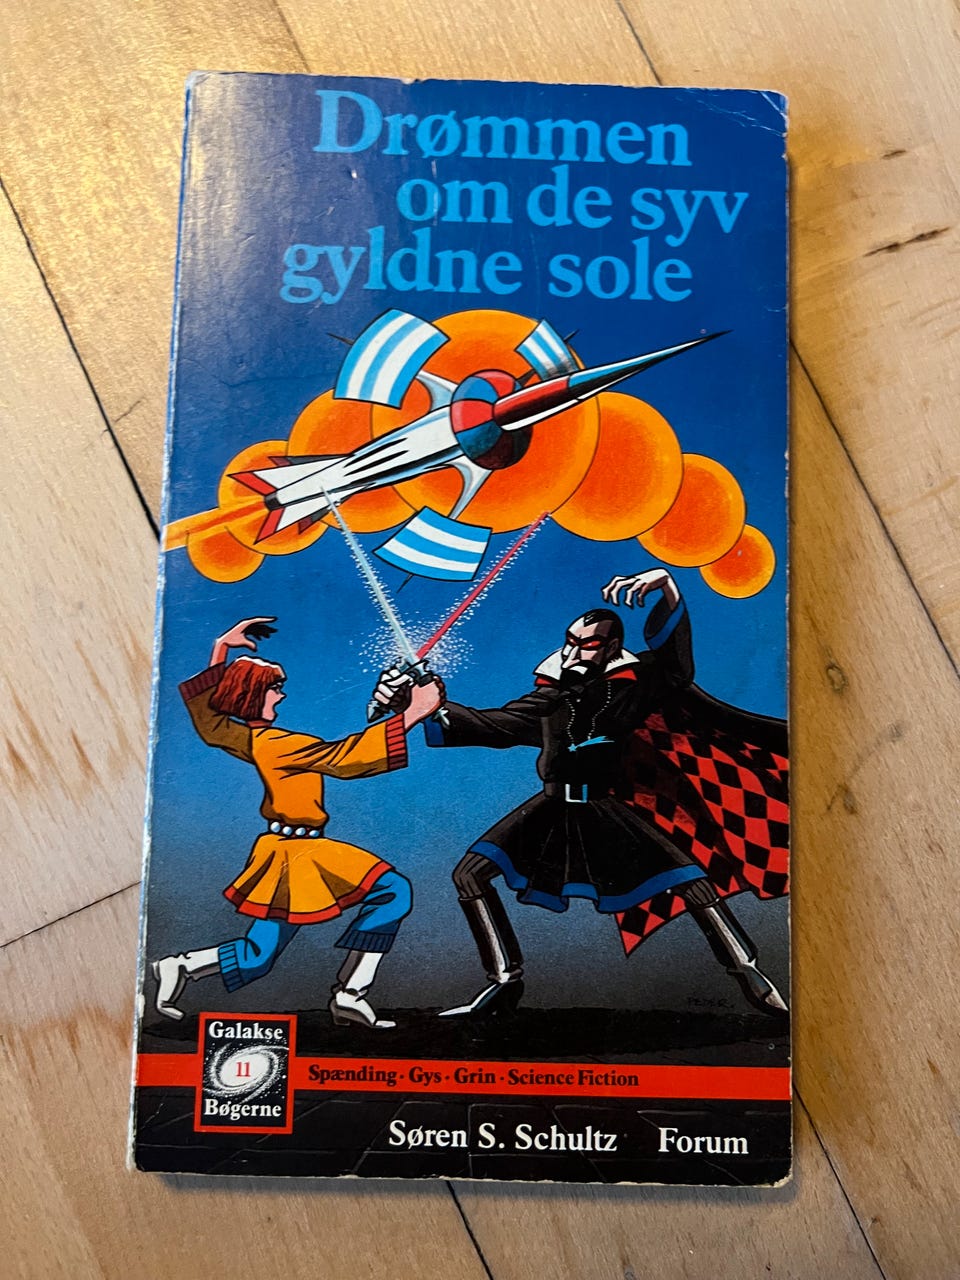 Drømmen
om de syv
gyldne sole
PEDER.
Galakse
11
Bøgerne
Spænding · Gys · Grin · Science Fiction
Søren S. Schultz Forum